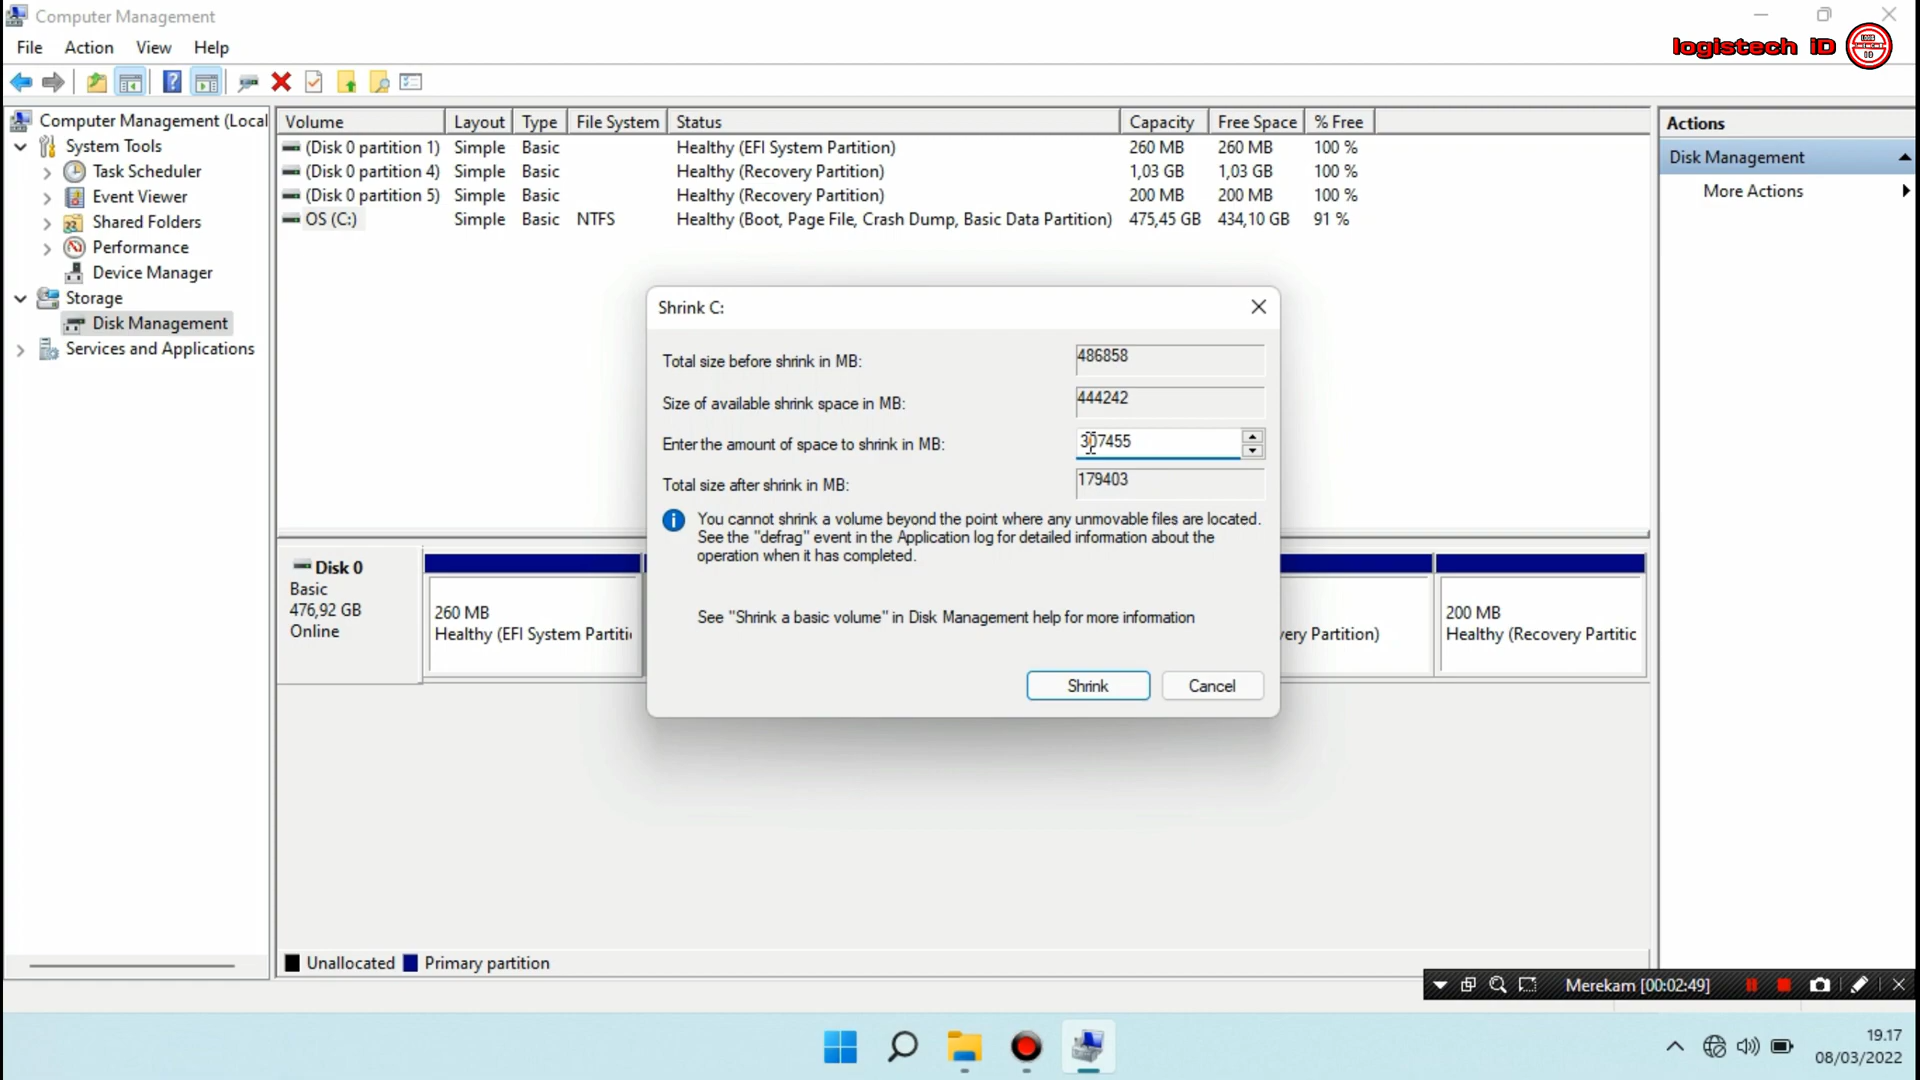 Computer Management
File Action View Help
logistech iD
Computer Management (Local
System Tools
Task Scheduler
Event Viewer
Shared Folders
Performance
Device Manager
Storage
Disk Management
Services and Applications
Volume Layout Type File System Status Capacity Free Space % Free
(Disk 0 partition 1) Simple Basic Healthy (EFI System Partition) 260 MB 260 MB 100 %
(Disk 0 partition 4) Simple Basic Healthy (Recovery Partition) 1,03 GB 1,03 GB 100 %
(Disk 0 partition 5) Simple Basic Healthy (Recovery Partition) 200 MB 200 MB 100 %
OS (C:) Simple Basic NTFS Healthy (Boot, Page File, Crash Dump, Basic Data Partition) 475,45 GB 434,10 GB 91 %
Actions
Disk Management
More Actions
Shrink C:
Total size before shrink in MB: 486858
Size of available shrink space in MB: 444242
Enter the amount of space to shrink in MB: 307455
Total size after shrink in MB: 179403
You cannot shrink a volume beyond the point where any unmovable files are located.
See the "defrag" event in the Application log for detailed information about the
operation when it has completed.
See "Shrink a basic volume" in Disk Management help for more information
Shrink Cancel
Disk 0
Basic
476,92 GB
Online
260 MB
Healthy (EFI System Partiti
very Partition)
200 MB
Healthy (Recovery Partitic
Unallocated Primary partition
Merekam [00:02:49]
19.17
08/03/2022